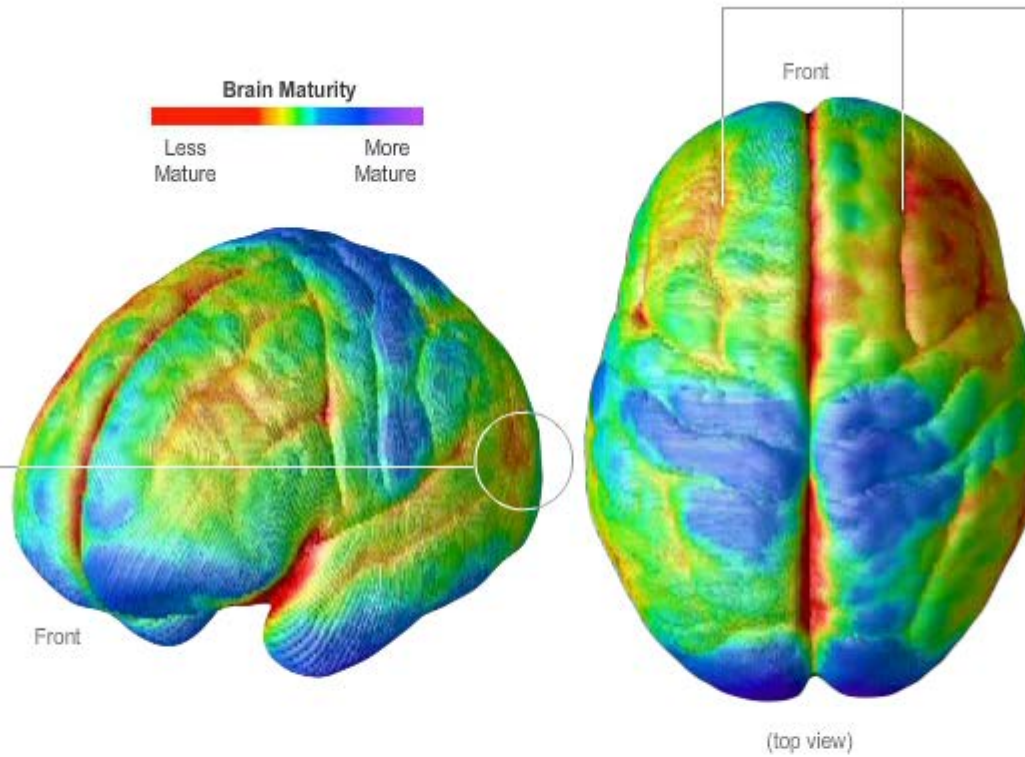 Brain Maturity
Less
Mature
More
Mature
Front
Front
(top view)